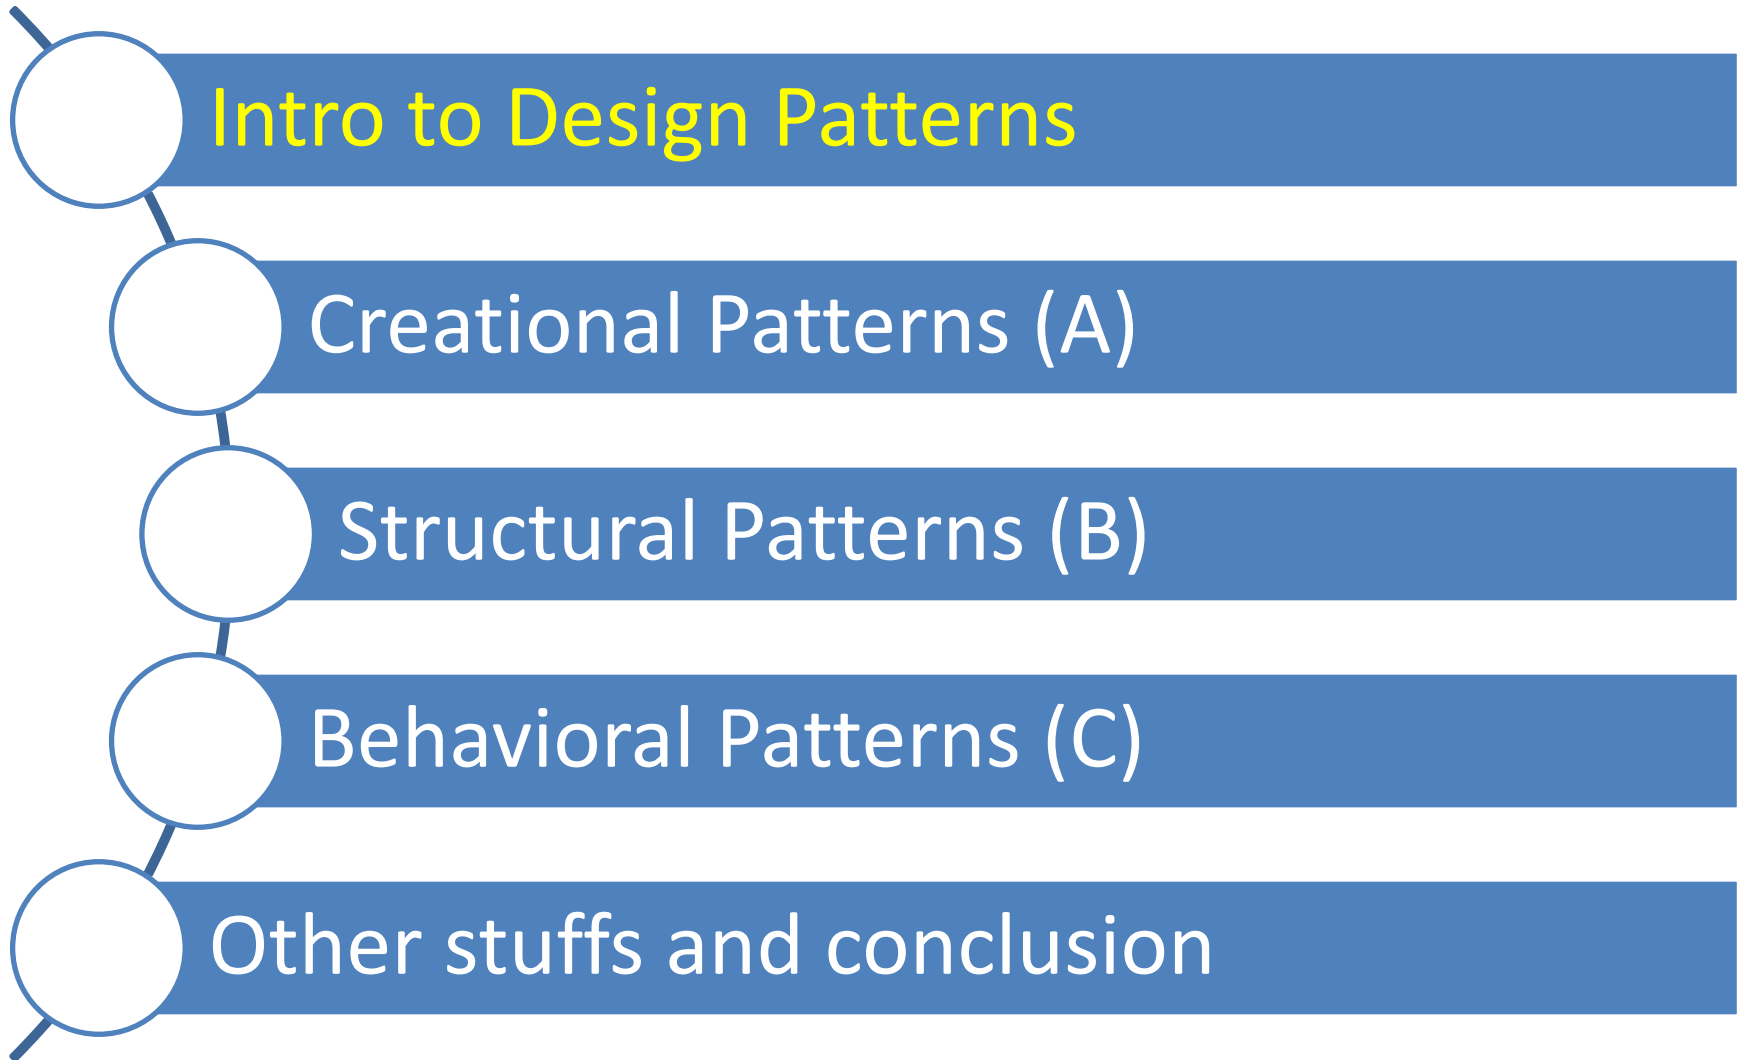 Intro to Design Patterns
Creational Patterns (A)
Structural Patterns (B)
Behavioral Patterns (C)
Other stuffs and conclusion